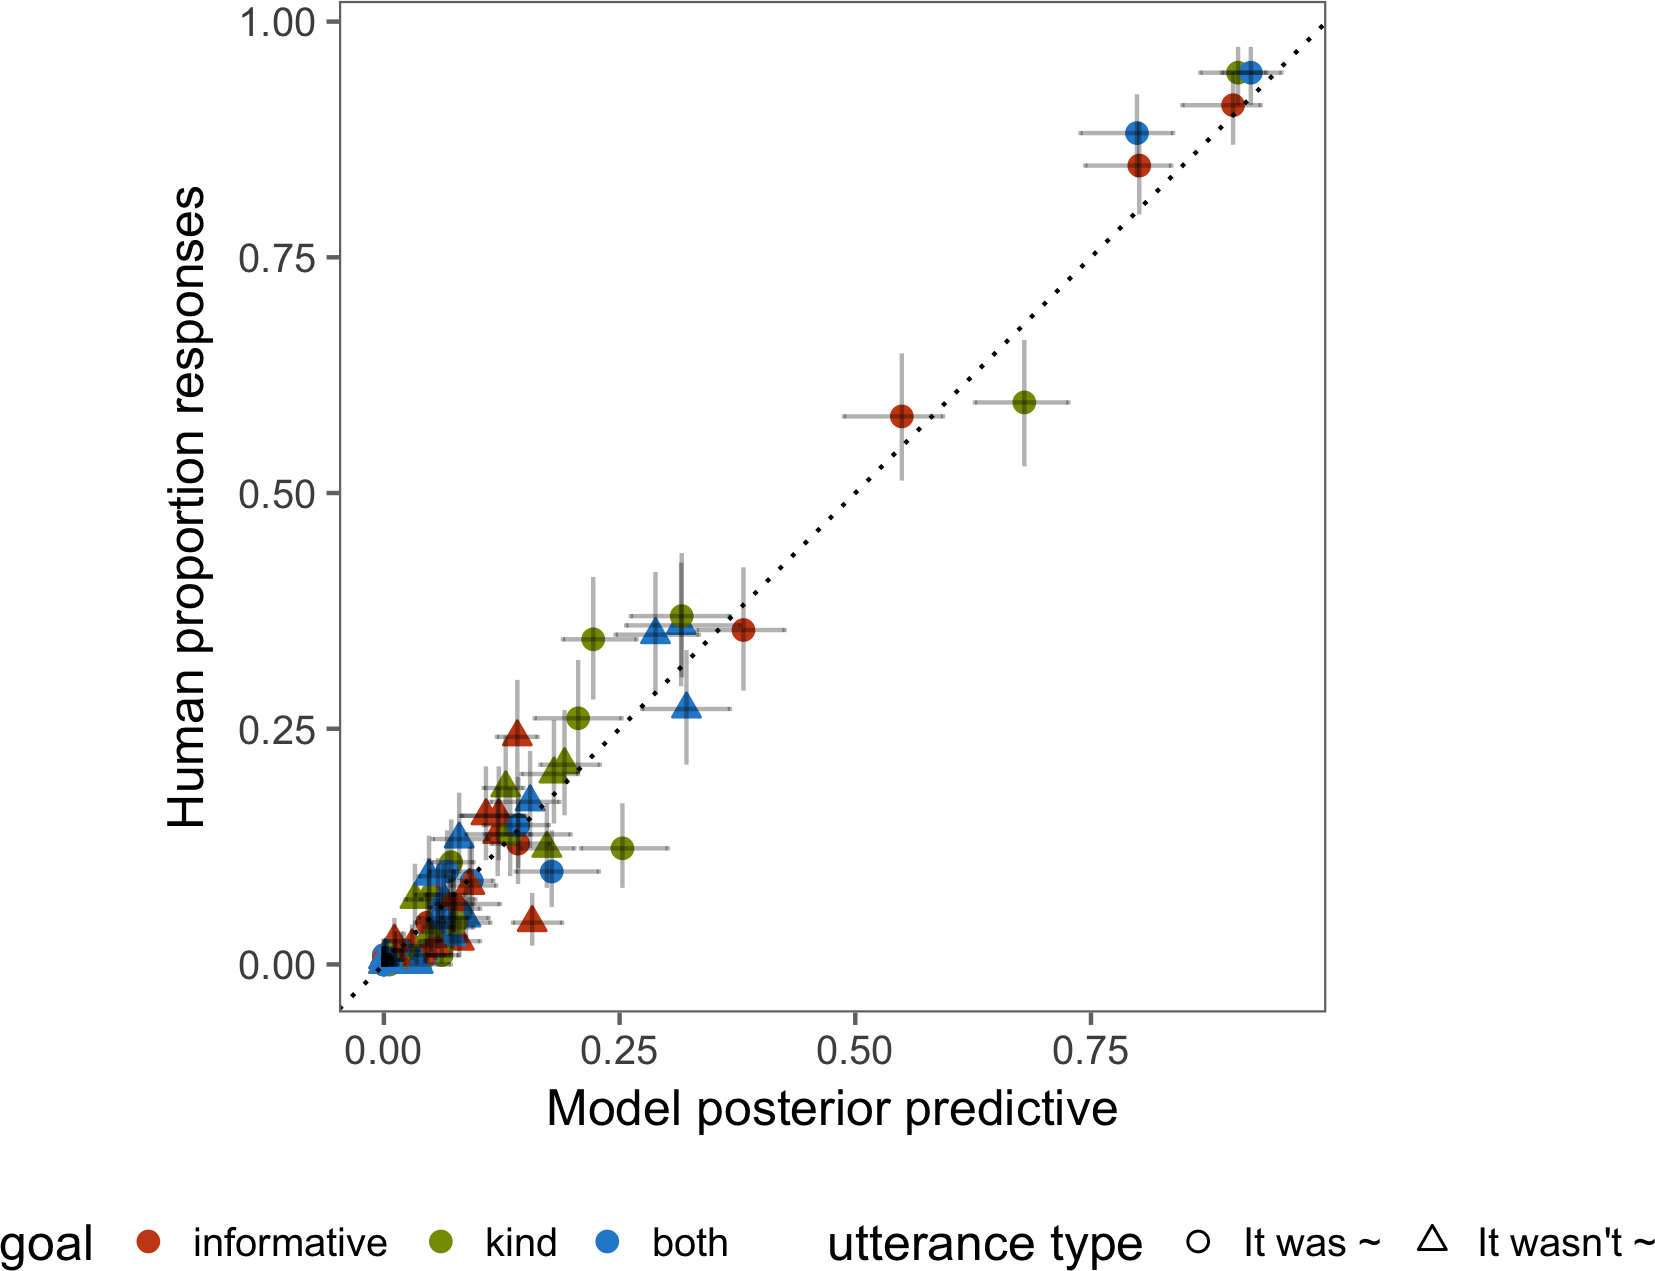 1.00
0.75
0.50
0.25
0.00
Human proportion responses
0.00 0.25 0.50 0.75
Model posterior predictive
goal informative kind both utterance type It was ~ It wasn't ~